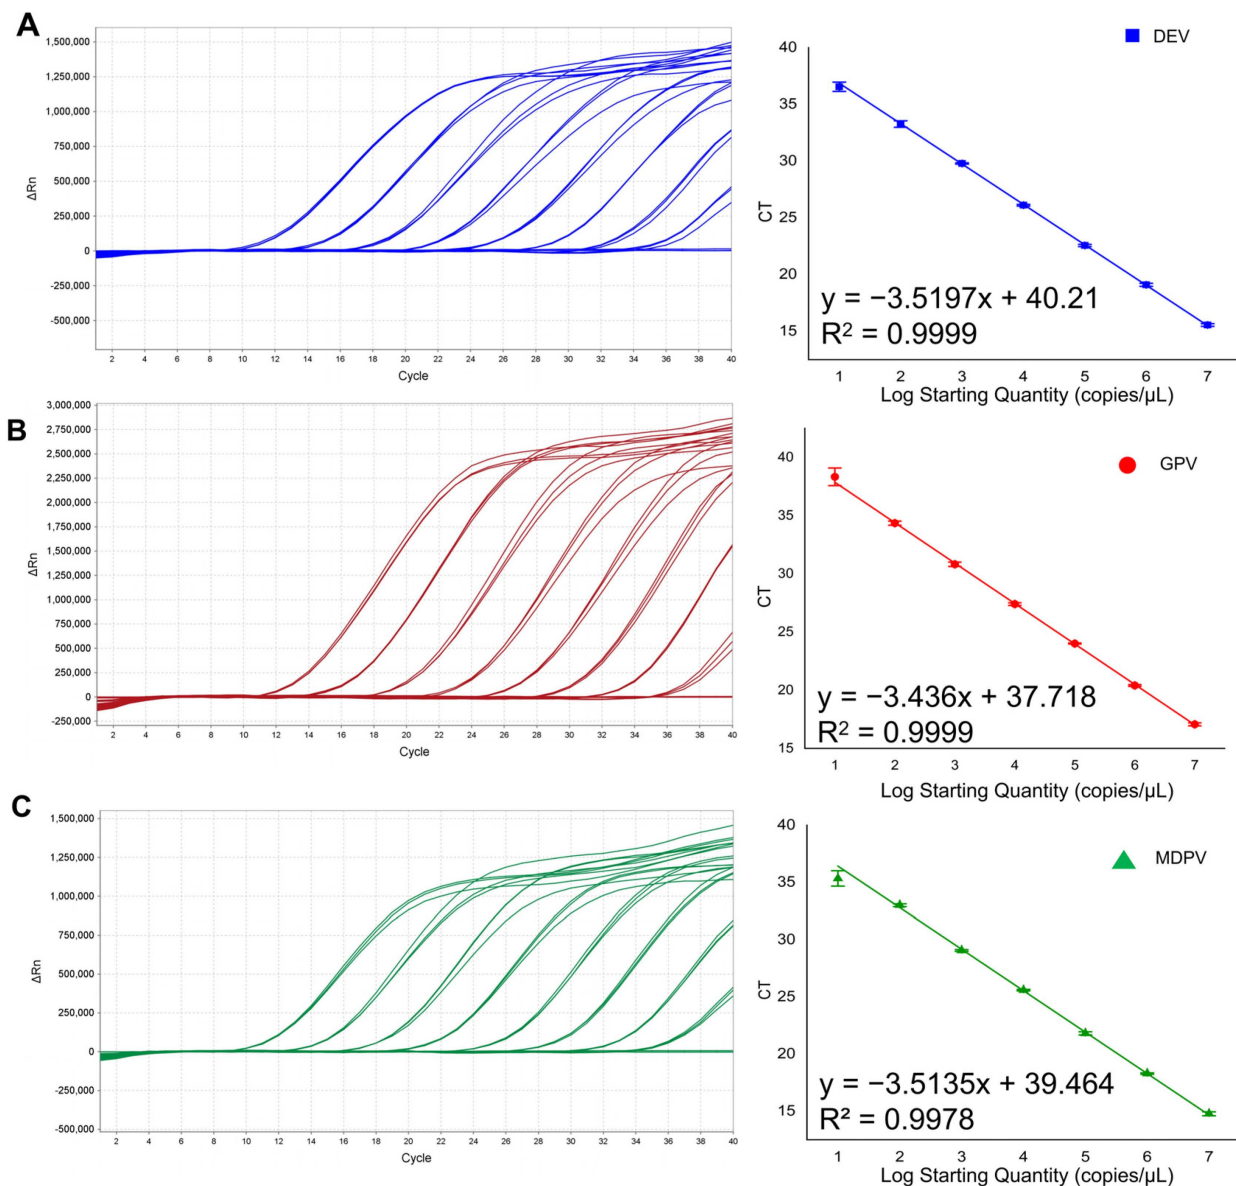 A
1,500,000
1,250,000
1,000,000
750,000
500,000
250,000
0
-250,000
-500,000
ΔRn
2 4 6 8 10 12 14 16 18 20 22 24 26 28 30 32 34 36 38 40
Cycle
DEV
40
35
30
25
20
15
CT
y = −3.5197x + 40.21
R² = 0.9999
1 2 3 4 5 6 7
Log Starting Quantity (copies/µL)
B
3,000,000
2,750,000
2,500,000
2,250,000
2,000,000
1,750,000
1,500,000
1,250,000
1,000,000
750,000
500,000
250,000
0
-250,000
ΔRn
2 4 6 8 10 12 14 16 18 20 22 24 26 28 30 32 34 36 38 40
Cycle
GPV
40
35
30
25
20
15
CT
y = −3.436x + 37.718
R² = 0.9999
1 2 3 4 5 6 7
Log Starting Quantity (copies/µL)
C
1,500,000
1,250,000
1,000,000
750,000
500,000
250,000
0
-250,000
-500,000
ΔRn
2 4 6 8 10 12 14 16 18 20 22 24 26 28 30 32 34 36 38 40
Cycle
MDPV
40
35
30
25
20
15
CT
y = −3.5135x + 39.464
R² = 0.9978
1 2 3 4 5 6 7
Log Starting Quantity (copies/µL)